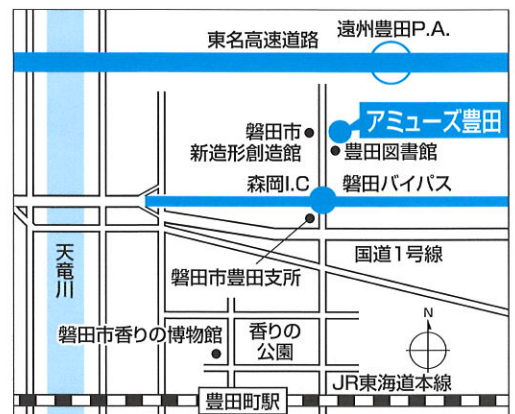 遠州豊田P.A.
東名高速道路
アミューズ豊田
磐田市
新造形創造館
豊田図書館
森岡I.C
磐田バイパス
国道1号線
天竜川
磐田市豊田支所
磐田市香りの博物館
香りの
公園
N
JR東海道本線
豊田町駅